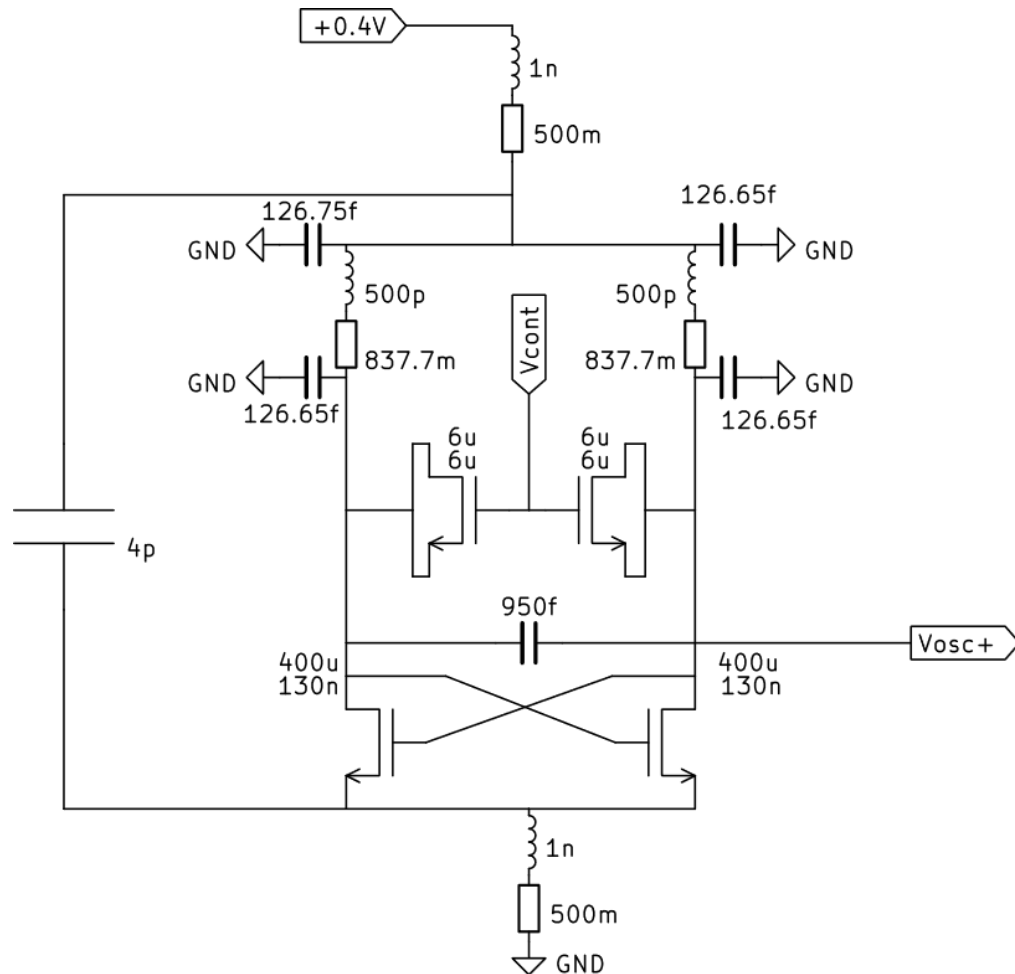 +0.4V
1n
500m
126.75f
126.65f
GND
GND
500p
500p
Vcont
837.7m
837.7m
GND
GND
126.65f
126.65f
6u
6u
6u
6u
4p
950f
Vosc+
400u
130n
400u
130n
1n
500m
GND